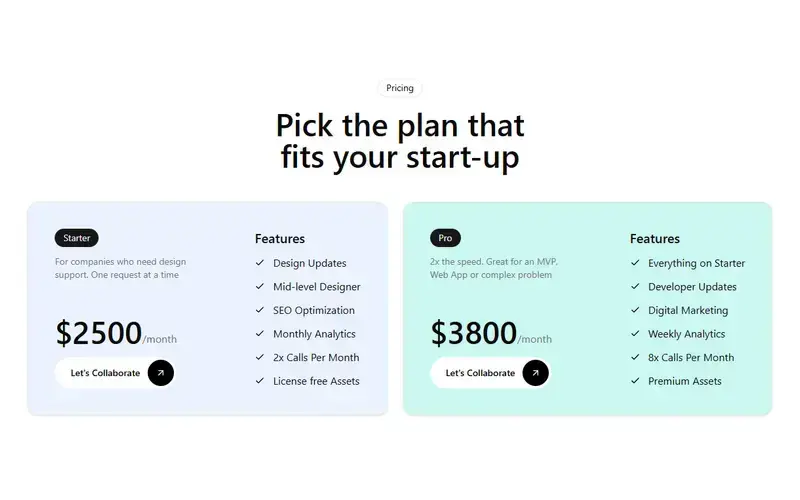 Pricing
Pick the plan that
fits your start-up
Starter
For companies who need design
support. One request at a time
$2500/month
Let's Collaborate
Features
Design Updates
Mid-level Designer
SEO Optimization
Monthly Analytics
2x Calls Per Month
License free Assets
Pro
2x the speed. Great for an MVP,
Web App or complex problem
$3800/month
Let's Collaborate
Features
Everything on Starter
Developer Updates
Digital Marketing
Weekly Analytics
8x Calls Per Month
Premium Assets